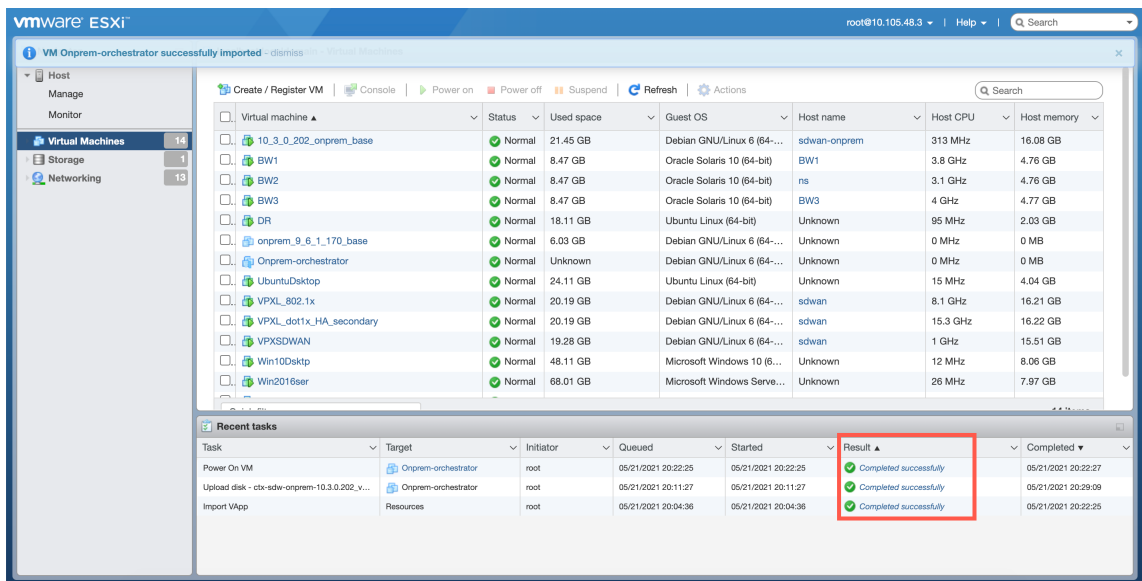 vmware ESXi™ root@10.105.48.3 | Help | Search
VM Onprem-orchestrator successfully imported - dismiss
Host
Manage
Monitor
Virtual Machines 14
Storage 1
Networking 13
Create / Register VM | Console | Power on Power off Suspend | Refresh | Actions Search
Virtual machine Status Used space Guest OS Host name Host CPU Host memory
10_3_0_202_onprem_base Normal 21.45 GB Debian GNU/Linux 6 (64-... sdwan-onprem 313 MHz 16.08 GB
BW1 Normal 8.47 GB Oracle Solaris 10 (64-bit) BW1 3.8 GHz 4.76 GB
BW2 Normal 8.47 GB Oracle Solaris 10 (64-bit) ns 3.1 GHz 4.76 GB
BW3 Normal 8.47 GB Oracle Solaris 10 (64-bit) BW3 4 GHz 4.77 GB
DR Normal 18.11 GB Ubuntu Linux (64-bit) Unknown 95 MHz 2.03 GB
onprem_9_6_1_170_base Normal 6.03 GB Debian GNU/Linux 6 (64-... Unknown 0 MHz 0 MB
Onprem-orchestrator Normal Unknown Debian GNU/Linux 6 (64-... Unknown 0 MHz 0 MB
UbuntuDsktop Normal 24.11 GB Ubuntu Linux (64-bit) Unknown 15 MHz 4.04 GB
VPXL_802.1x Normal 20.19 GB Debian GNU/Linux 6 (64-... sdwan 8.1 GHz 16.21 GB
VPXL_dot1x_HA_secondary Normal 20.19 GB Debian GNU/Linux 6 (64-... sdwan 15.3 GHz 16.22 GB
VPXSDWAN Normal 19.28 GB Debian GNU/Linux 6 (64-... sdwan 1 GHz 15.51 GB
Win10Dsktp Normal 48.11 GB Microsoft Windows 10 (6... Unknown 12 MHz 8.06 GB
Win2016ser Normal 68.01 GB Microsoft Windows Serve... Unknown 26 MHz 7.97 GB
Recent tasks
Task Target Initiator Queued Started Result Completed
Power On VM Onprem-orchestrator root 05/21/2021 20:22:25 05/21/2021 20:22:25 Completed successfully 05/21/2021 20:22:27
Upload disk - ctx-sdw-onprem-10.3.0.202_v... Onprem-orchestrator root 05/21/2021 20:11:27 05/21/2021 20:11:27 Completed successfully 05/21/2021 20:29:09
Import VApp Resources root 05/21/2021 20:04:36 05/21/2021 20:04:36 Completed successfully 05/21/2021 20:22:25